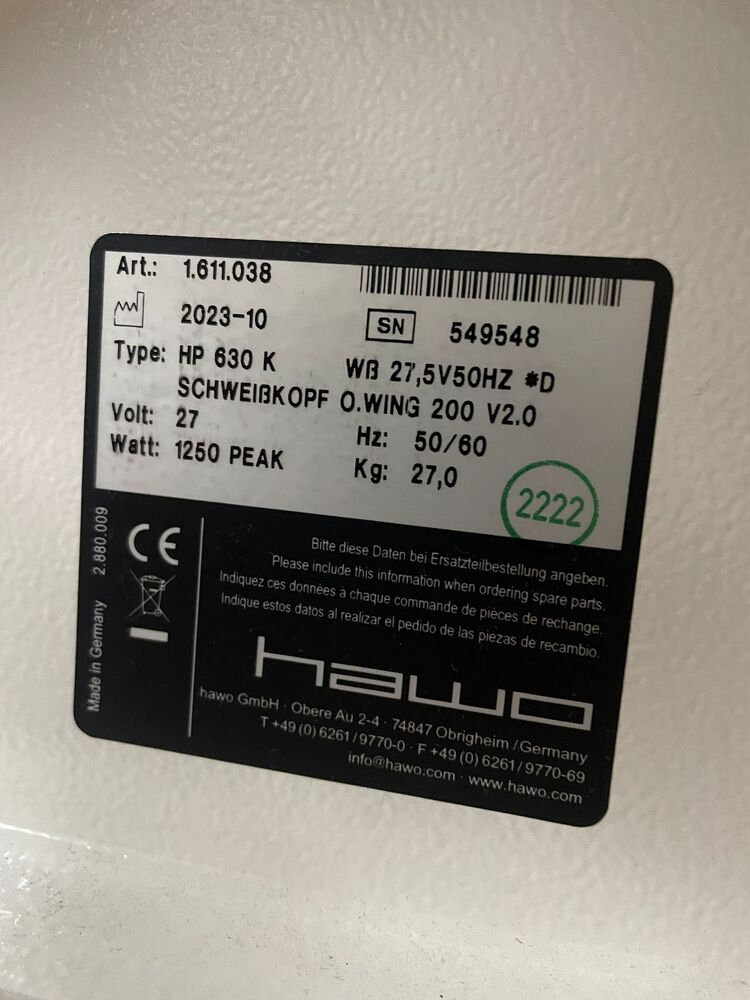 Art.: 1.611.038
2023-10 SN 549548
Type: HP 630 K WB 27,5V50HZ *D
SCHWEIßKOPF O.WING 200 V2.0
Volt: 27 Hz: 50/60
Watt: 1250 PEAK Kg: 27,0
2222
Made in Germany 2.880.009
CE
Bitte diese Daten bei Ersatzteilbestellung angeben.
Please include this information when ordering spare parts.
Indiquez ces données à chaque commande de pièces de rechange.
Indique estos datos al realizar el pedido de las piezas de recambio.
hawo
hawo GmbH · Obere Au 2-4 · 74847 Obrigheim /Germany
T +49 (0) 6261 / 9770-0 · F +49 (0) 6261 / 9770-69
info@hawo.com · www.hawo.com